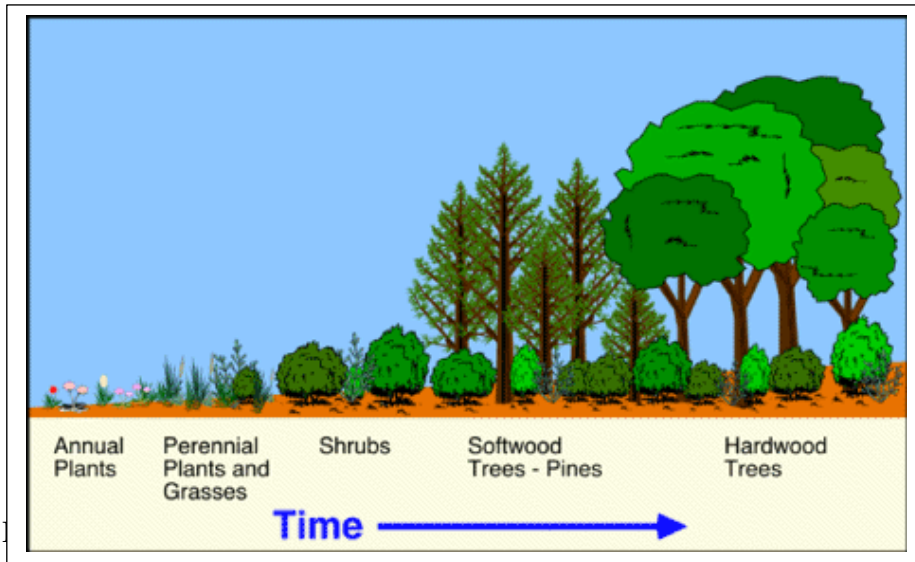 Annual
Plants
Perennial
Plants and
Grasses
Shrubs
Softwood
Trees - Pines
Hardwood
Trees
Time